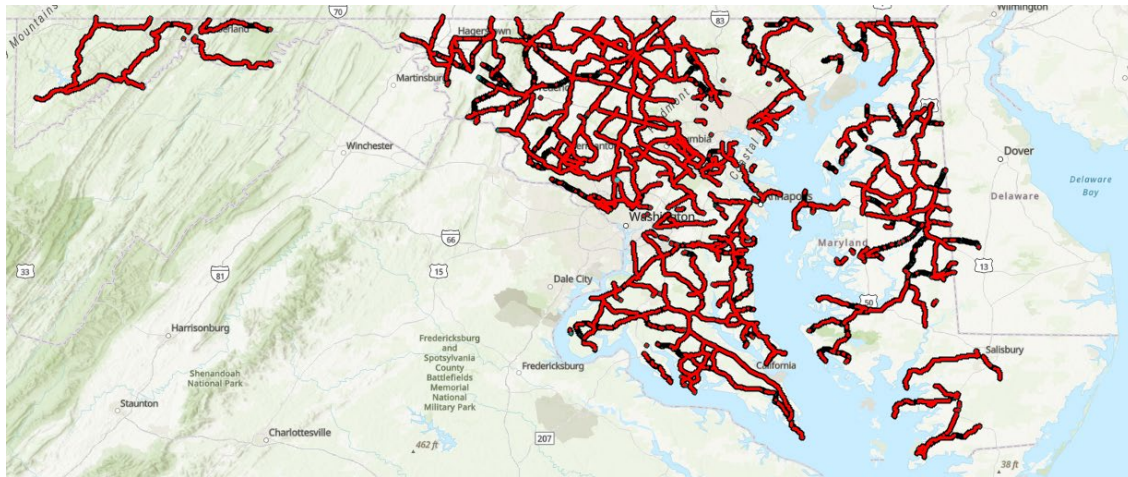 70
83
Wilmington
Hagerstown
Martinsburg
Winchester
Dover
Delaware
Bay
Delaware
Annapolis
Washington
Maryland
66
33
81
15
Dale City
13
50
Harrisonburg
Fredericksburg
and
Spotsylvania
County
Battlefields
Memorial
National
Military Park
Shenandoah
National Park
Fredericksburg
California
Salisbury
Staunton
Charlottesville
207
462 ft
38 ft